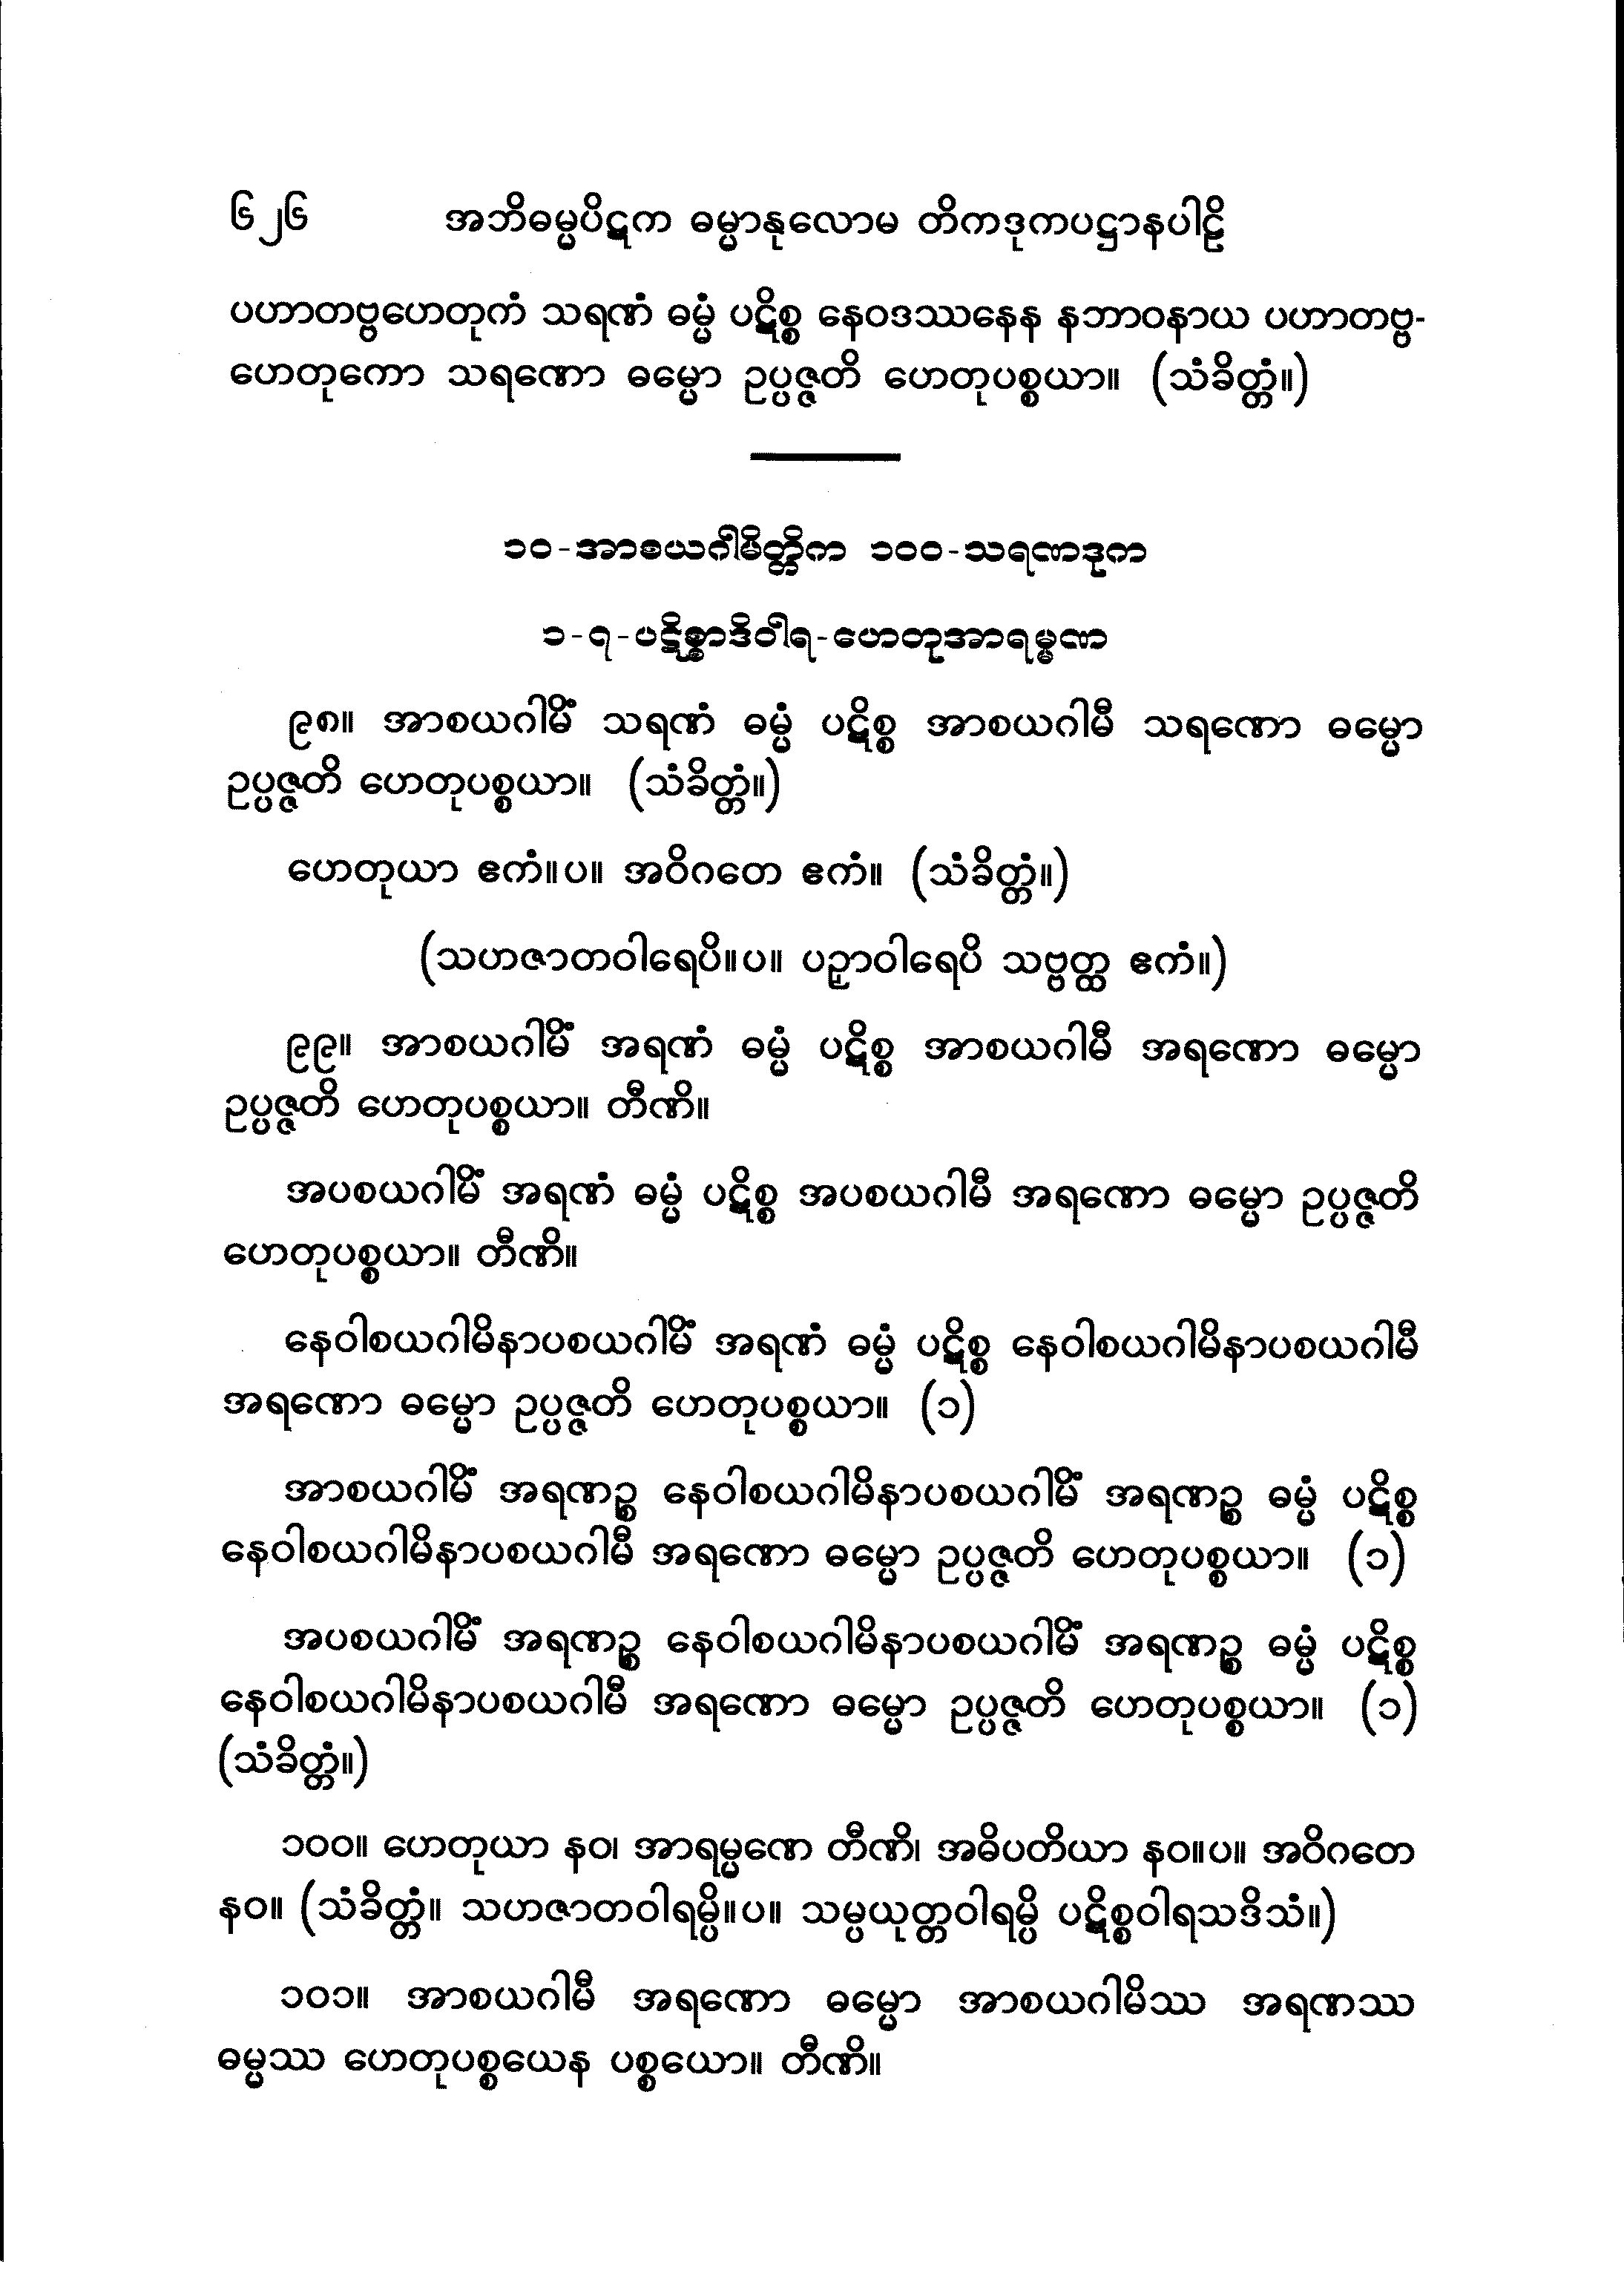 ၆၂၆ အဘိဓမ္မပိဋက ဓမ္မာနုလောမ တိကဒုကပဋ္ဌာနပါဠိ
ပဟာတဗ္ဗဟေတုကံ သရဏံ ဓမ္မံ ပဋိစ္စ နေဝဒဿနေန နဘာဝနာယ ပဟာတဗ္ဗ-
ဟေတုကော သရဏော ဓမ္မော ဥပ္ပဇ္ဇတိ ဟေတုပစ္စယာ။ (သံခိတ္တံ။)
၁၀-အာစယဂါမိတ္တိက ၁၀၀-သရဏဒုက
၁-၇-ပဋိစ္စာဒိဝါရ-ဟေတုအာရမ္မဏ
၉၈။ အာစယဂါမိံ သရဏံ ဓမ္မံ ပဋိစ္စ အာစယဂါမီ သရဏော ဓမ္မော
ဥပ္ပဇ္ဇတိ ဟေတုပစ္စယာ။ (သံခိတ္တံ။)
ဟေတုယာ ဧကံ။ပ။ အဝိဂတေ ဧကံ။ (သံခိတ္တံ။)
(သဟဇာတဝါရေပိ။ပ။ ပဉှာဝါရေပိ သဗ္ဗတ္ထ ဧကံ။)
၉၉။ အာစယဂါမိံ အရဏံ ဓမ္မံ ပဋိစ္စ အာစယဂါမီ အရဏော ဓမ္မော
ဥပ္ပဇ္ဇတိ ဟေတုပစ္စယာ။ တီဏိ။
အပစယဂါမိံ အရဏံ ဓမ္မံ ပဋိစ္စ အပစယဂါမီ အရဏော ဓမ္မော ဥပ္ပဇ္ဇတိ
ဟေတုပစ္စယာ။ တီဏိ။
နေဝါစယဂါမိနာပစယဂါမိံ အရဏံ ဓမ္မံ ပဋိစ္စ နေဝါစယဂါမိနာပစယဂါမီ
အရဏော ဓမ္မော ဥပ္ပဇ္ဇတိ ဟေတုပစ္စယာ။ (၁)
အာစယဂါမိံ အရဏဉ္စ နေဝါစယဂါမိနာပစယဂါမိံ အရဏဉ္စ ဓမ္မံ ပဋိစ္စ
နေဝါစယဂါမိနာပစယဂါမီ အရဏော ဓမ္မော ဥပ္ပဇ္ဇတိ ဟေတုပစ္စယာ။ (၁)
အပစယဂါမိံ အရဏဉ္စ နေဝါစယဂါမိနာပစယဂါမိံ အရဏဉ္စ ဓမ္မံ ပဋိစ္စ
နေဝါစယဂါမိနာပစယဂါမီ အရဏော ဓမ္မော ဥပ္ပဇ္ဇတိ ဟေတုပစ္စယာ။ (၁)
(သံခိတ္တံ။)
၁၀၀။ ဟေတုယာ နဝ၊ အာရမ္မဏေ တီဏိ၊ အဓိပတိယာ နဝ။ပ။ အဝိဂတေ
နဝ။ (သံခိတ္တံ။ သဟဇာတဝါရမ္ပိ။ပ။ သမ္ပယုတ္တဝါရမ္ပိ ပဋိစ္စဝါရသဒိသံ။)
၁၀၁။ အာစယဂါမီ အရဏော ဓမ္မော အာစယဂါမိဿ အရဏဿ
ဓမ္မဿ ဟေတုပစ္စယေန ပစ္စယော။ တီဏိ။